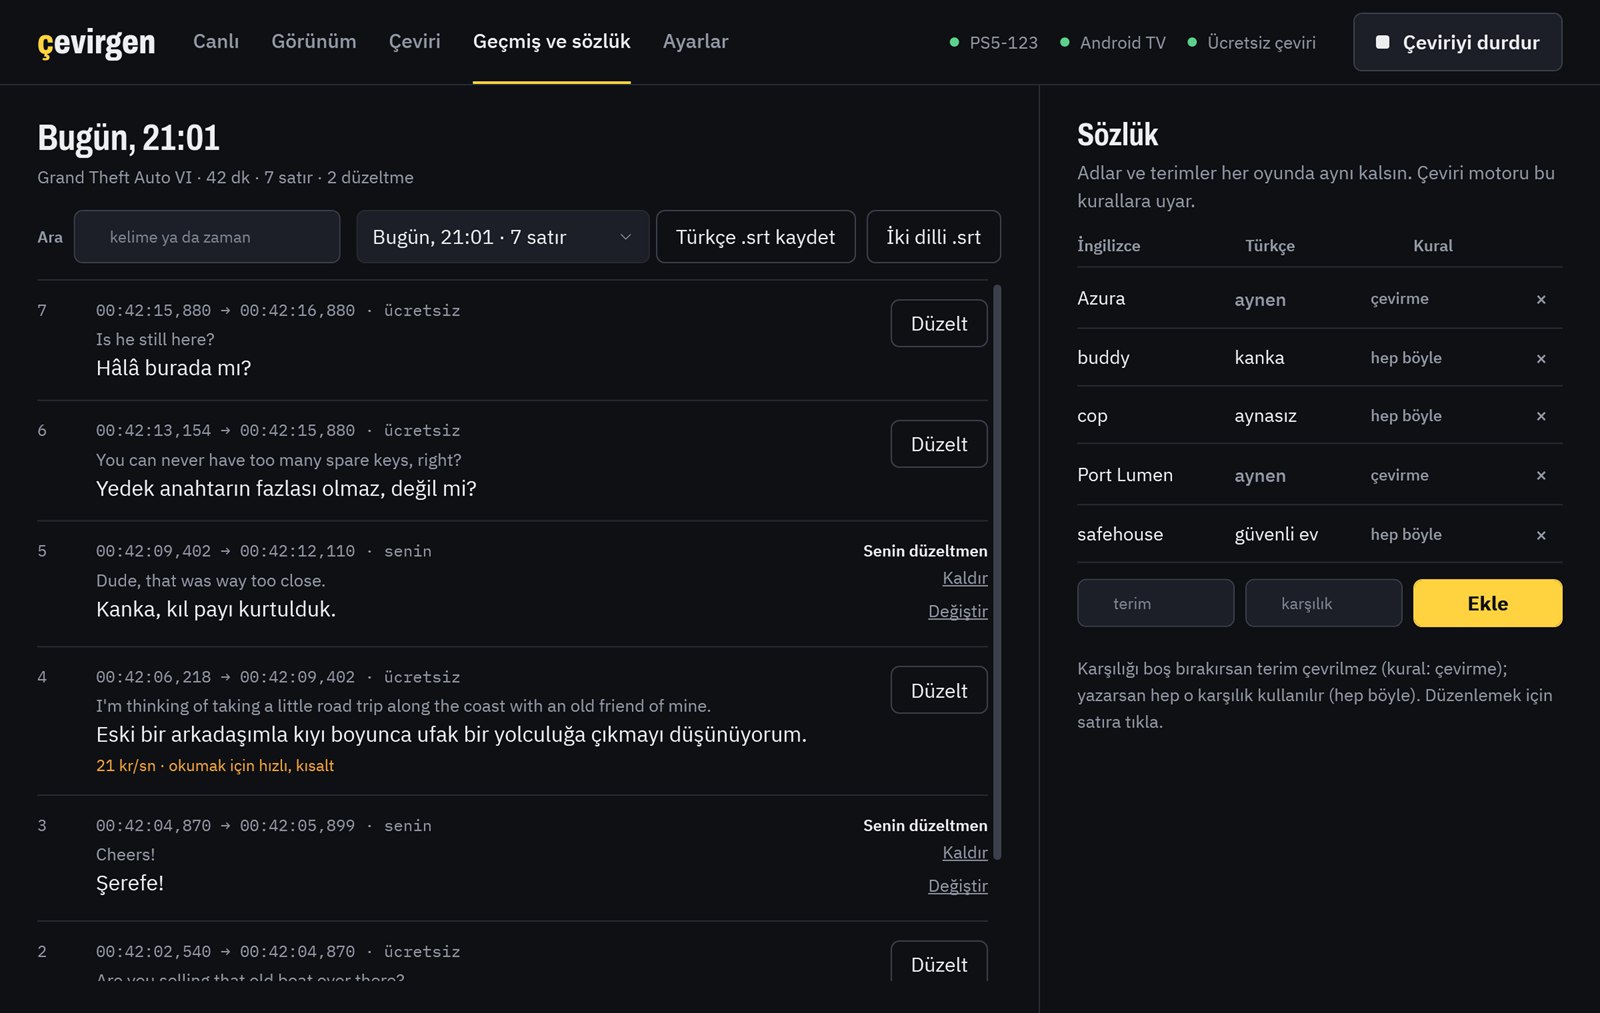 çevirgen
Canlı
Görünüm
Çeviri
Geçmiş ve sözlük
Ayarlar
PS5-123
Android TV
Ücretsiz çeviri
Çeviriyi durdur
Bugün, 21:01
Grand Theft Auto VI · 42 dk · 7 satır · 2 düzeltme
Ara
kelime ya da zaman
Bugün, 21:01 · 7 satır
Türkçe .srt kaydet
İki dilli .srt
7 00:42:15,880 → 00:42:16,880 · ücretsiz
Is he still here?
Hâlâ burada mı?
Düzelt
6 00:42:13,154 → 00:42:15,880 · ücretsiz
You can never have too many spare keys, right?
Yedek anahtarın fazlası olmaz, değil mi?
Düzelt
5 00:42:09,402 → 00:42:12,110 · senin
Dude, that was way too close.
Kanka, kıl payı kurtulduk.
Senin düzeltmen
Kaldır
Değiştir
4 00:42:06,218 → 00:42:09,402 · ücretsiz
I'm thinking of taking a little road trip along the coast with an old friend of mine.
Eski bir arkadaşımla kıyı boyunca ufak bir yolculuğa çıkmayı düşünüyorum.
21 kr/sn · okumak için hızlı, kısalt
Düzelt
3 00:42:04,870 → 00:42:05,899 · senin
Cheers!
Şerefe!
Senin düzeltmen
Kaldır
Değiştir
2 00:42:02,540 → 00:42:04,870 · ücretsiz
Are you selling that old boat over there?
Düzelt
Sözlük
Adlar ve terimler her oyunda aynı kalsın. Çeviri motoru bu
kurallara uyar.
İngilizce Türkçe Kural
Azura aynen çevirme ×
buddy kanka hep böyle ×
cop aynasız hep böyle ×
Port Lumen aynen çevirme ×
safehouse güvenli ev hep böyle ×
terim
karşılık
Ekle
Karşılığı boş bırakırsan terim çevrilmez (kural: çevirme);
yazarsan hep o karşılık kullanılır (hep böyle). Düzenlemek için
satıra tıkla.